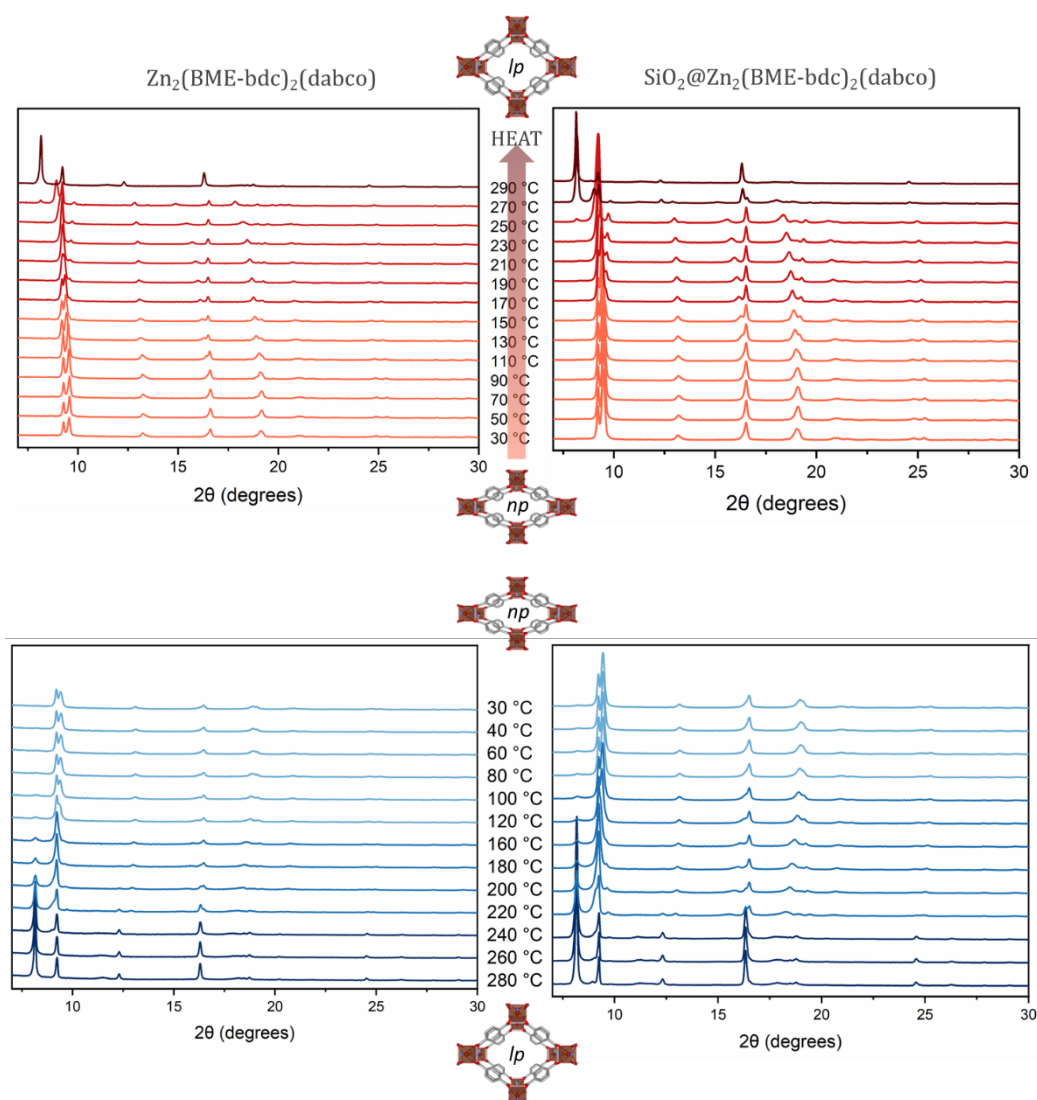 lp
Zn₂(BME-bdc)₂(dabco)
SiO₂@Zn₂(BME-bdc)₂(dabco)
HEAT
290 °C
270 °C
250 °C
230 °C
210 °C
190 °C
170 °C
150 °C
130 °C
110 °C
90 °C
70 °C
50 °C
30 °C
10 15 20 25 30
10 15 20 25 30
2θ (degrees)
2θ (degrees)
np
np
30 °C
40 °C
60 °C
80 °C
100 °C
120 °C
160 °C
180 °C
200 °C
220 °C
240 °C
260 °C
280 °C
10 15 20 25 30
10 15 20 25 30
2θ (degrees)
2θ (degrees)
lp